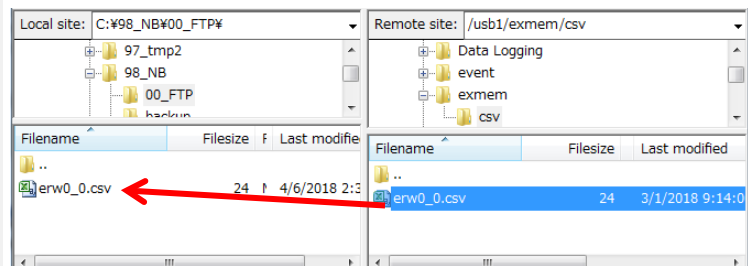 Local site: C:¥98_NB¥00_FTP¥
97_tmp2
98_NB
00_FTP
backup
Filename Filesize F Last modifie
..
erw0_0.csv 24 4/6/2018 2:3
Remote site: /usb1/exmem/csv
Data Logging
event
exmem
csv
Filename Filesize Last modified
..
erw0_0.csv 24 3/1/2018 9:14:0